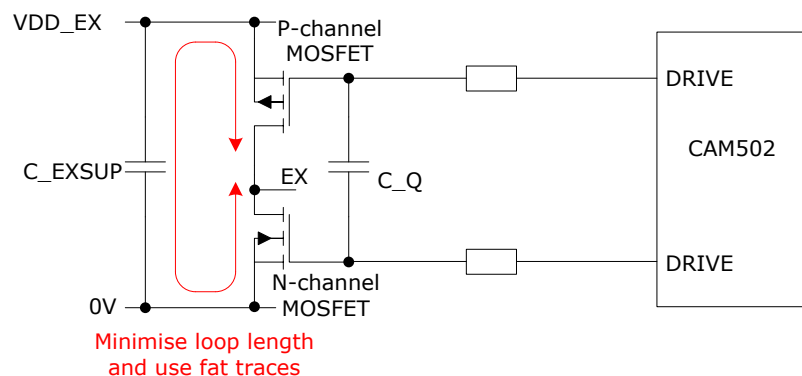 VDD_EX
P-channel
MOSFET
DRIVE
CAM502
C_EXSUP
EX
C_Q
DRIVE
N-channel
MOSFET
0V
Minimise loop length
and use fat traces